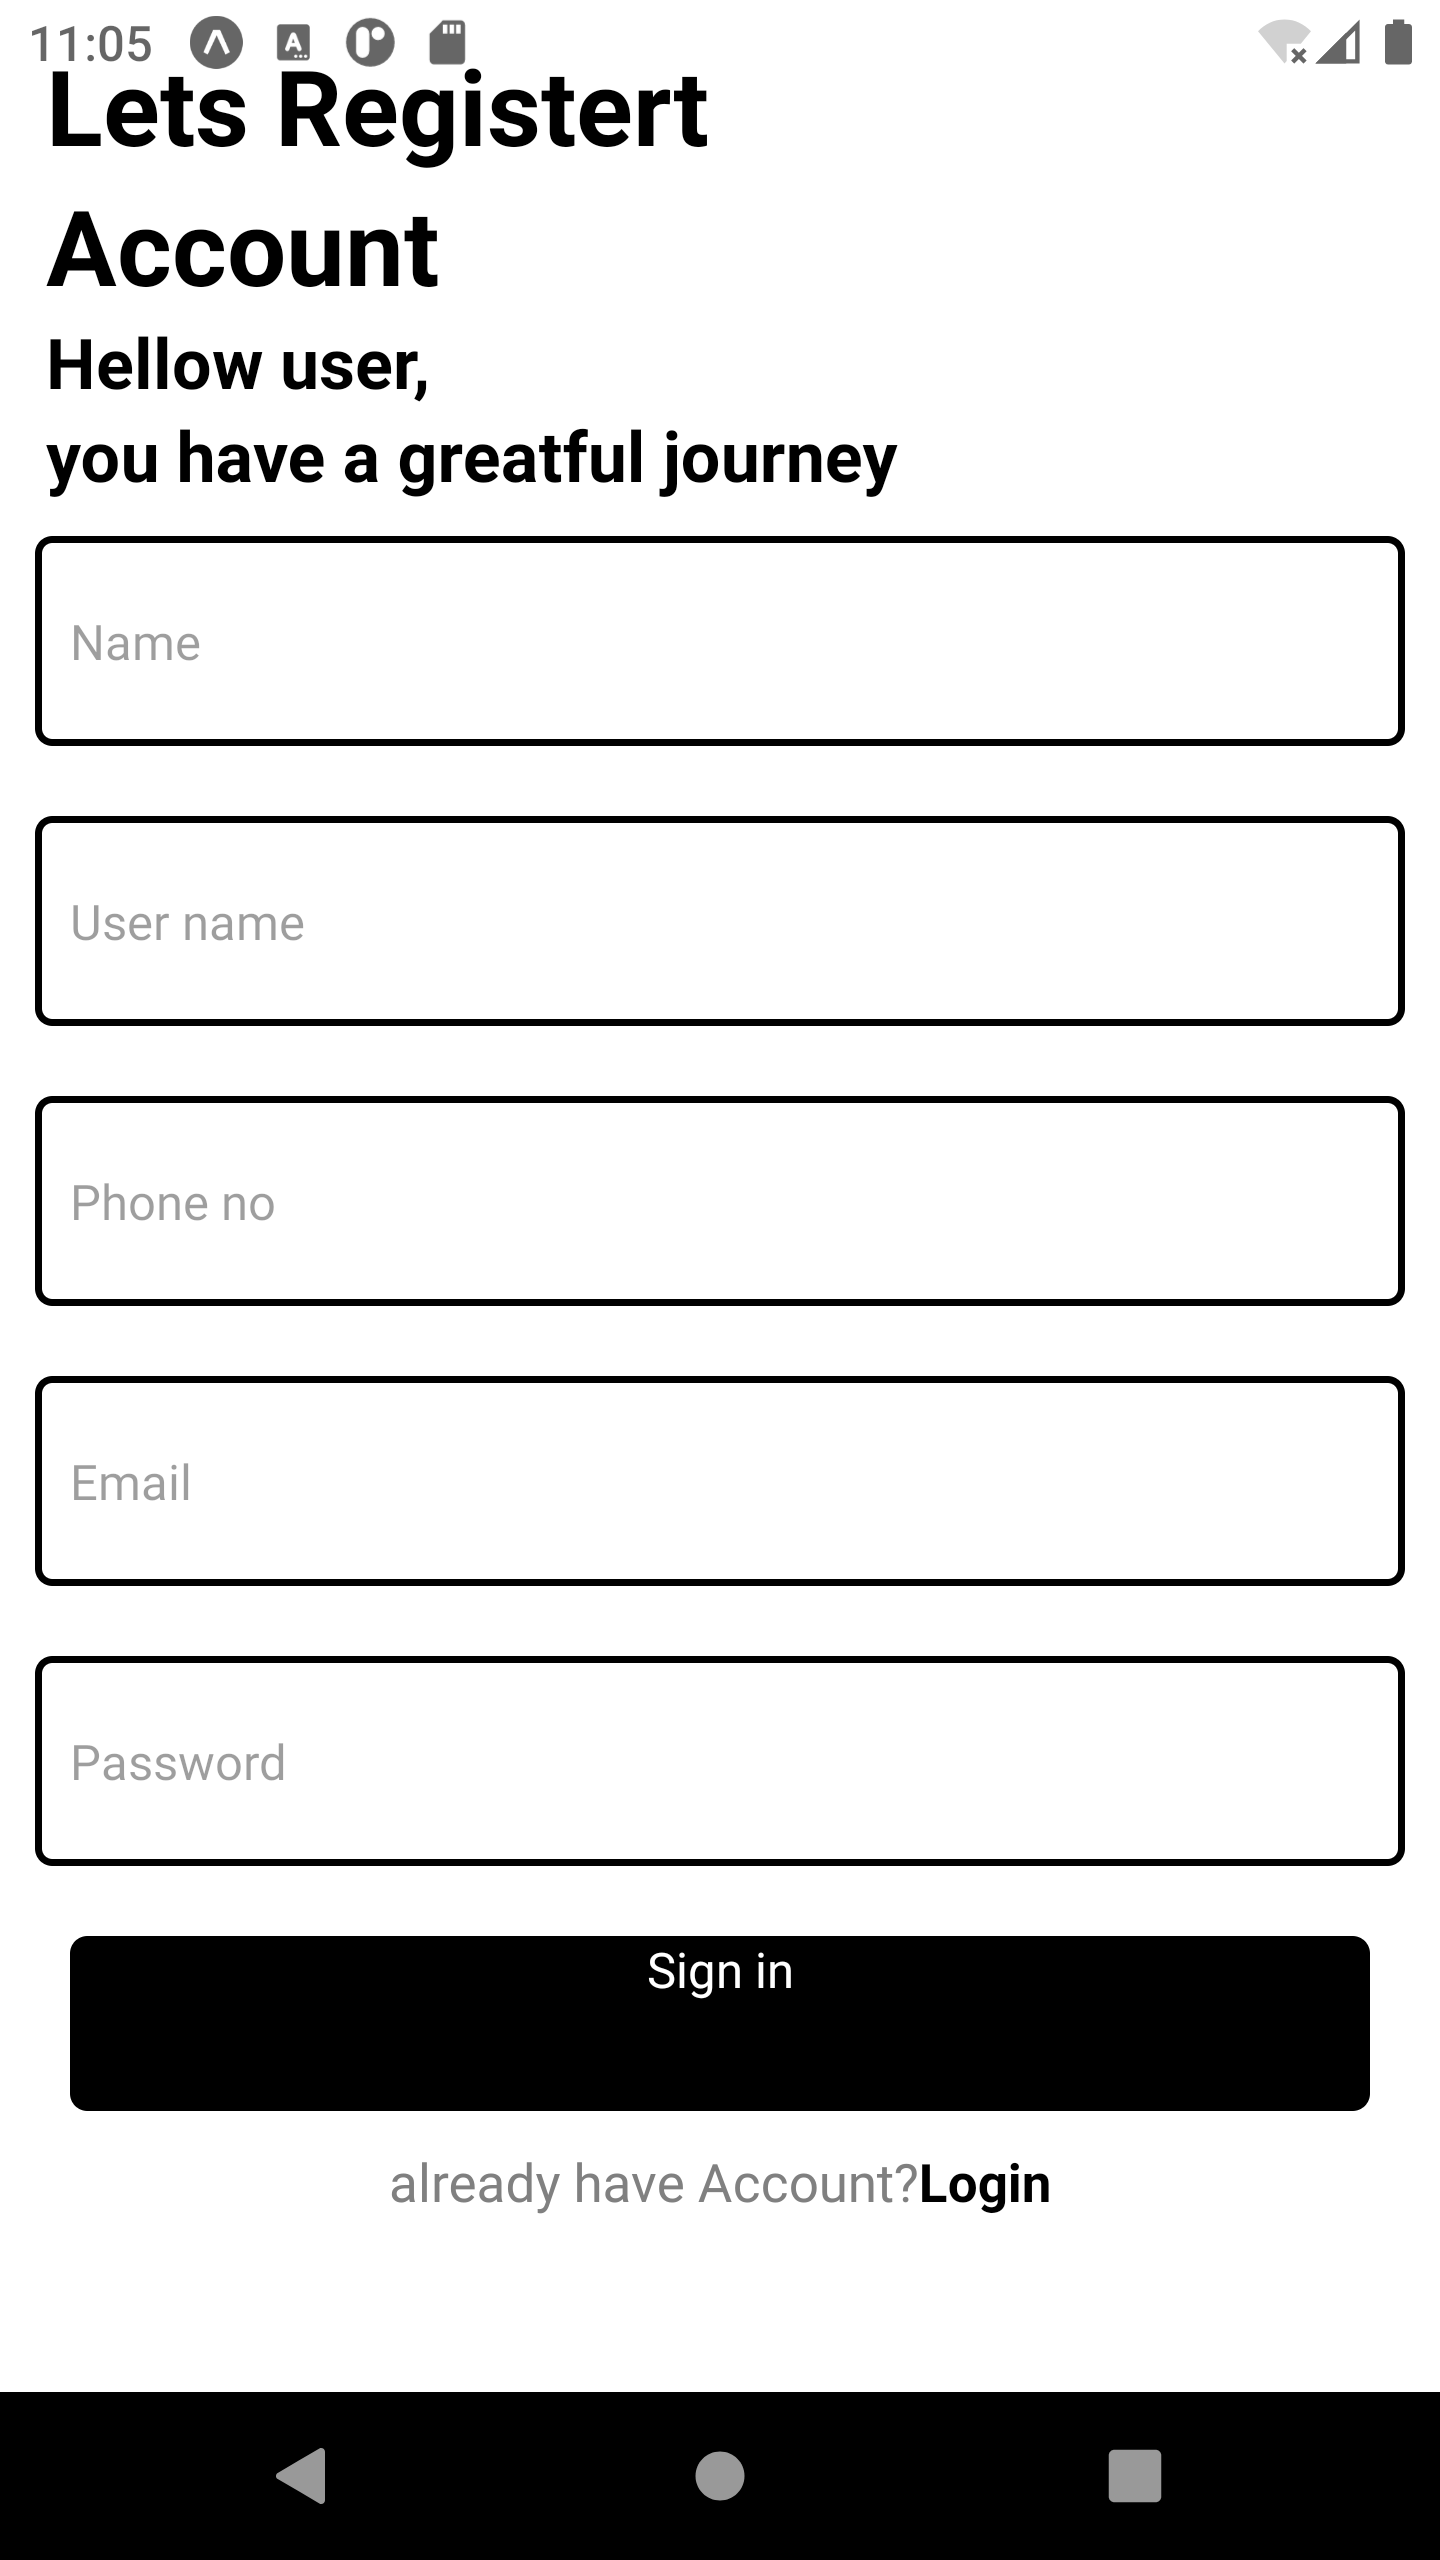 11:05
Lets Registert
Account
Hellow user,
you have a greatful journey
Name
User name
Phone no
Email
Password
Sign in
already have Account?Login